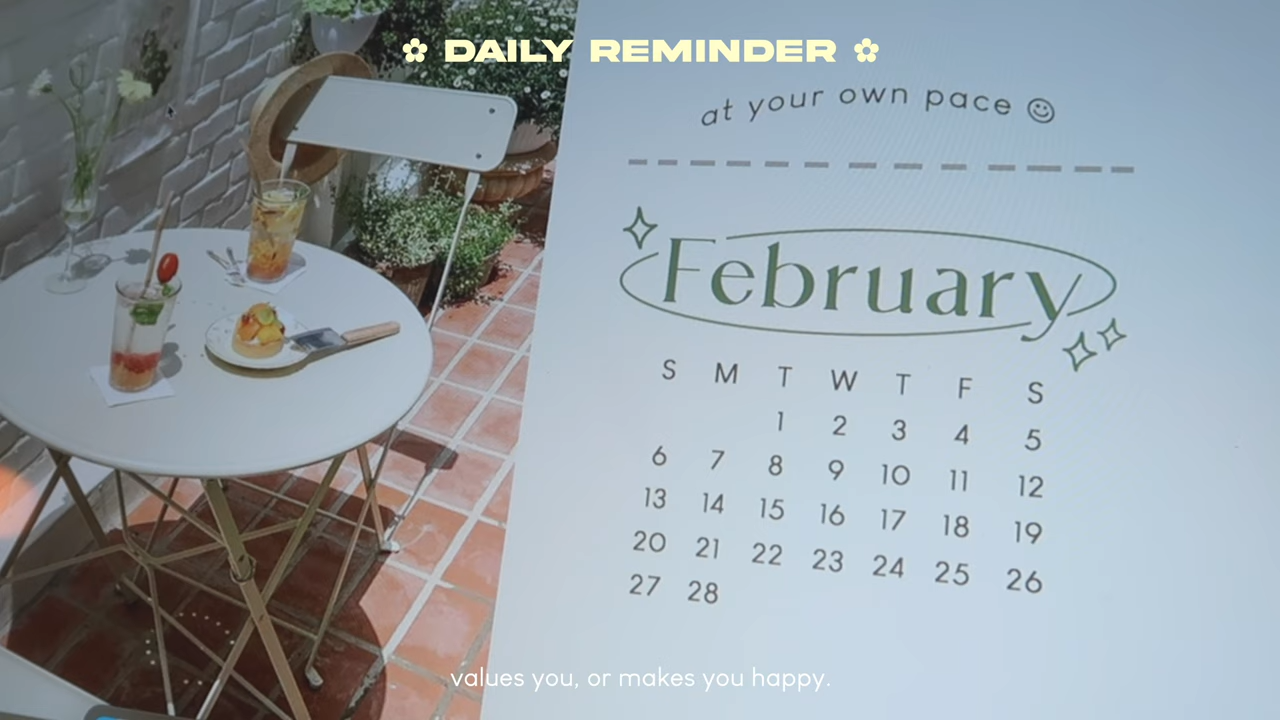 DAILY REMINDER
at your own pace ☺
February
S M T W T F S
1 2 3 4 5
6 7 8 9 10 11 12
13 14 15 16 17 18 19
20 21 22 23 24 25 26
27 28
values you, or makes you happy.